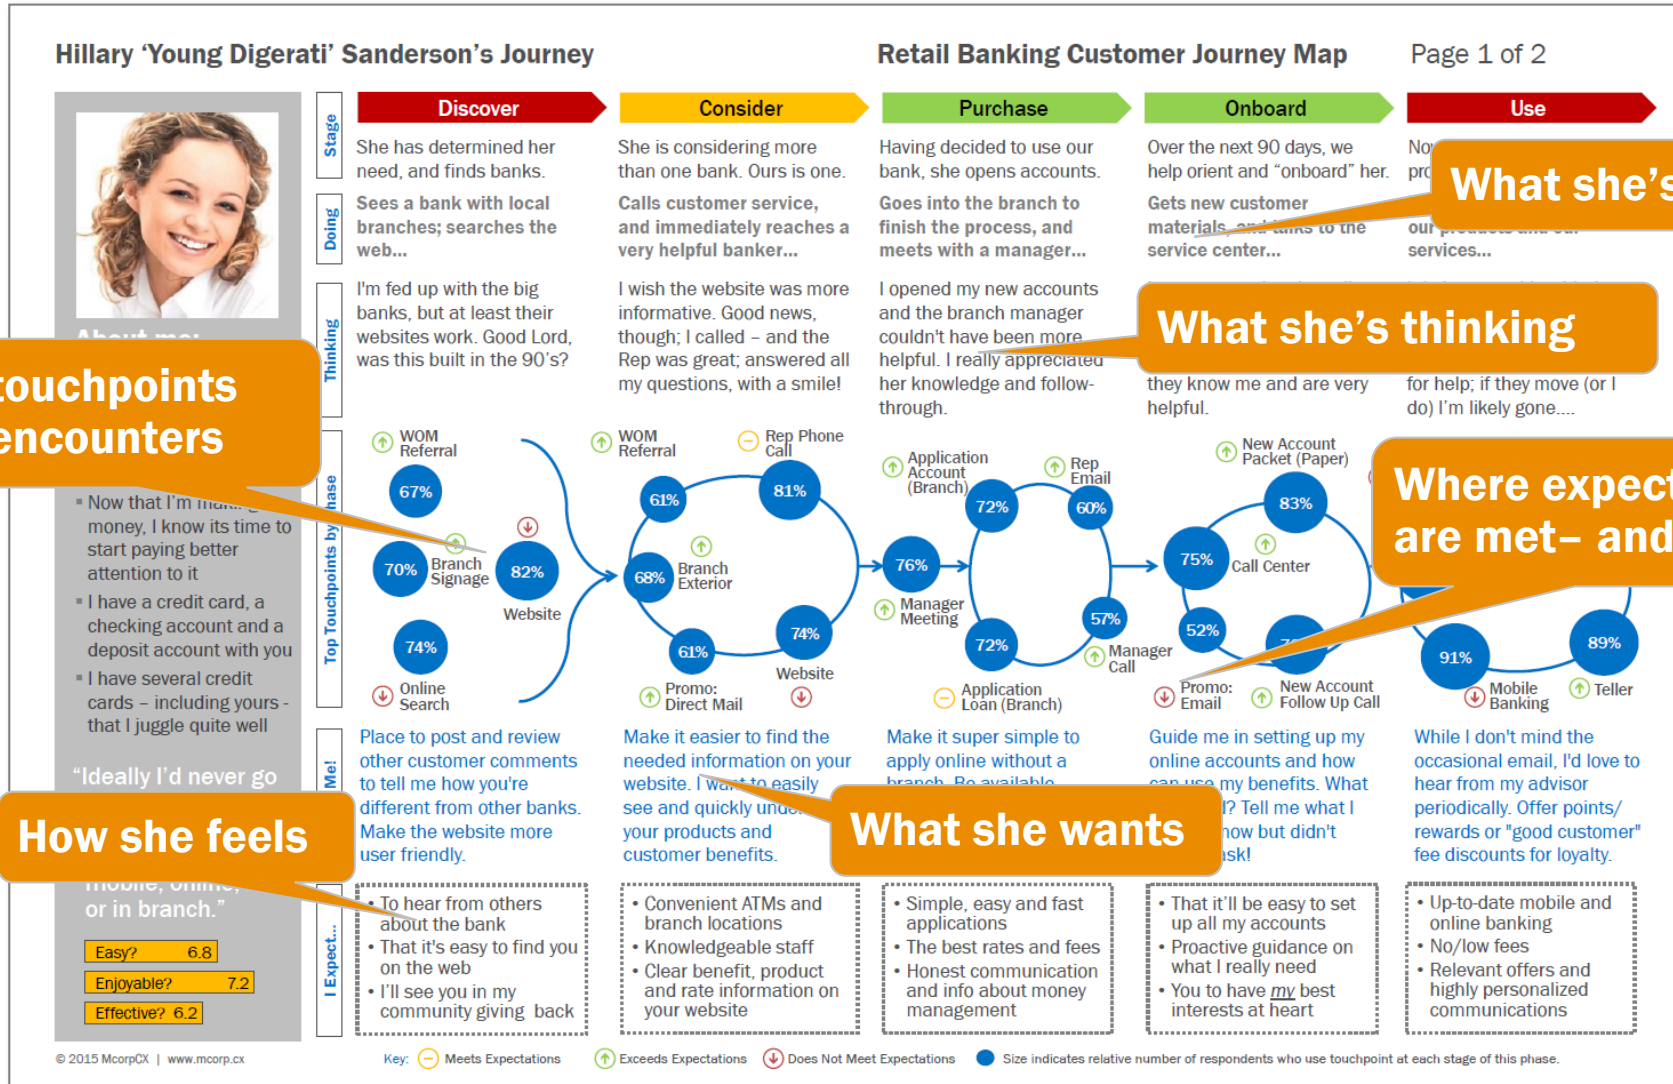 Hillary ‘Young Digerati’ Sanderson’s Journey
Retail Banking Customer Journey Map
Page 1 of 2
Stage
Discover
Consider
Purchase
Onboard
Use
She has determined her
need, and finds banks.
She is considering more
than one bank. Ours is one.
Having decided to use our
bank, she opens accounts.
Over the next 90 days, we
help orient and “onboard” her.
What she’s
Doing
Sees a bank with local
branches; searches the
web...
Calls customer service,
and immediately reaches a
very helpful banker...
Goes into the branch to
finish the process, and
meets with a manager...
Gets new customer
materials, and talks to the
service center...
our products and our
services...
Thinking
I'm fed up with the big
banks, but at least their
websites work. Good Lord,
was this built in the 90's?
I wish the website was more
informative. Good news,
though; I called – and the
Rep was great; answered all
my questions, with a smile!
I opened my new accounts
and the branch manager
couldn't have been more
helpful. I really appreciated
her knowledge and follow-
through.
What she’s thinking
they know me and are very
helpful.
for help; if they move (or I
do) I'm likely gone....
About me:
touchpoints
encounters
Now that I'm making
money, I know its time to
start paying better
attention to it
I have a credit card, a
checking account and a
deposit account with you
I have several credit
cards – including yours -
that I juggle quite well
“Ideally I'd never go
How she feels
mobile, online,
or in branch.”
Easy? 6.8
Enjoyable? 7.2
Effective? 6.2
Top Touchpoints by Phase
WOM
Referral
67%
70%
Branch
Signage
82%
Website
74%
Online
Search
WOM
Referral
Rep Phone
Call
61%
81%
68%
Branch
Exterior
61%
74%
Website
Promo:
Direct Mail
Application
Account
(Branch)
Rep
Email
72%
60%
76%
Manager
Meeting
72%
57%
Manager
Call
Application
Loan (Branch)
New Account
Packet (Paper)
83%
75%
Call Center
52%
Promo:
Email
New Account
Follow Up Call
Where expect
are met– and
91%
89%
Mobile
Banking
Teller
Me!
Place to post and review
other customer comments
to tell me how you're
different from other banks.
Make the website more
user friendly.
Make it easier to find the
needed information on your
website. I want to easily
see and quickly unde
your products and
customer benefits.
Make it super simple to
apply online without a
branch. Be available
What she wants
Guide me in setting up my
online accounts and how
can use my benefits. What
? Tell me what I
now but didn't
ask!
While I don't mind the
occasional email, I'd love to
hear from my advisor
periodically. Offer points/
rewards or "good customer"
fee discounts for loyalty.
I Expect...
• To hear from others
about the bank
• That it's easy to find you
on the web
• I'll see you in my
community giving back
• Convenient ATMs and
branch locations
• Knowledgeable staff
• Clear benefit, product
and rate information on
your website
• Simple, easy and fast
applications
• The best rates and fees
• Honest communication
and info about money
management
• That it'll be easy to set
up all my accounts
• Proactive guidance on
what I really need
• You to have my best
interests at heart
• Up-to-date mobile and
online banking
• No/low fees
• Relevant offers and
highly personalized
communications
© 2015 McorpCX | www.mcorp.cx
Key: Meets Expectations Exceeds Expectations Does Not Meet Expectations Size indicates relative number of respondents who use touchpoint at each stage of this phase.